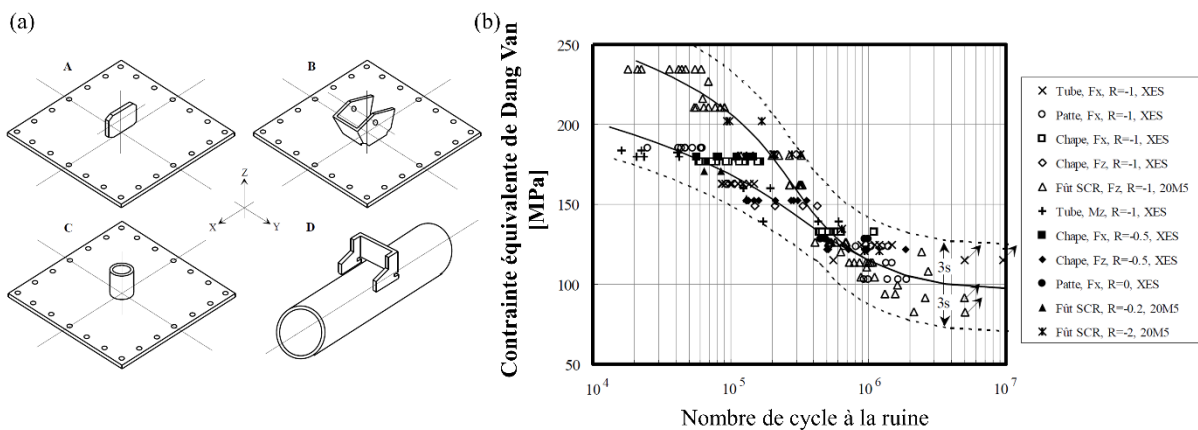 (a)
A
B
Z
X
Y
C
D
(b)
Contrainte équivalente de Dang Van
[MPa]
250
200
150
100
50
3s
3s
10^4
10^5
10^6
10^7
Nombre de cycle à la ruine
Tube, Fx, R=-1, XES
Patte, Fx, R=-1, XES
Chape, Fx, R=-1, XES
Chape, Fz, R=-1, XES
Fût SCR, Fz, R=-1, 20M5
Tube, Mz, R=-1, XES
Chape, Fx, R=-0.5, XES
Chape, Fz, R=-0.5, XES
Patte, Fx, R=0, XES
Fût SCR, R=-0.2, 20M5
Fût SCR, R=-2, 20M5